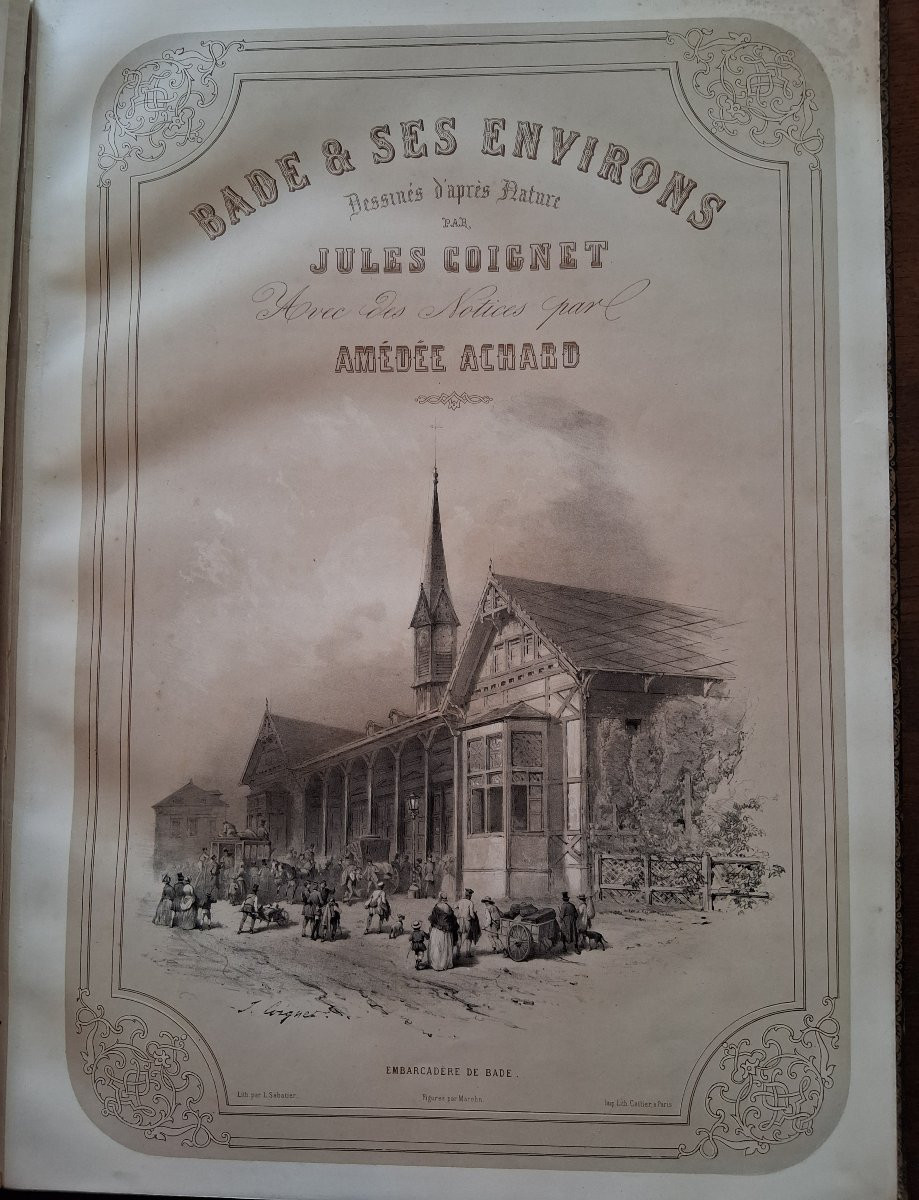 BADE & SES ENVIRONS
Dessinés d'après Nature
PAR
JULES COIGNET
Avec des Notices par
AMÉDÉE ACHARD
J. Coignet
EMBARCADÈRE DE BADE.
Lith par L. Sabatier.
Figures par
Imp. Lith. Cattier à Paris